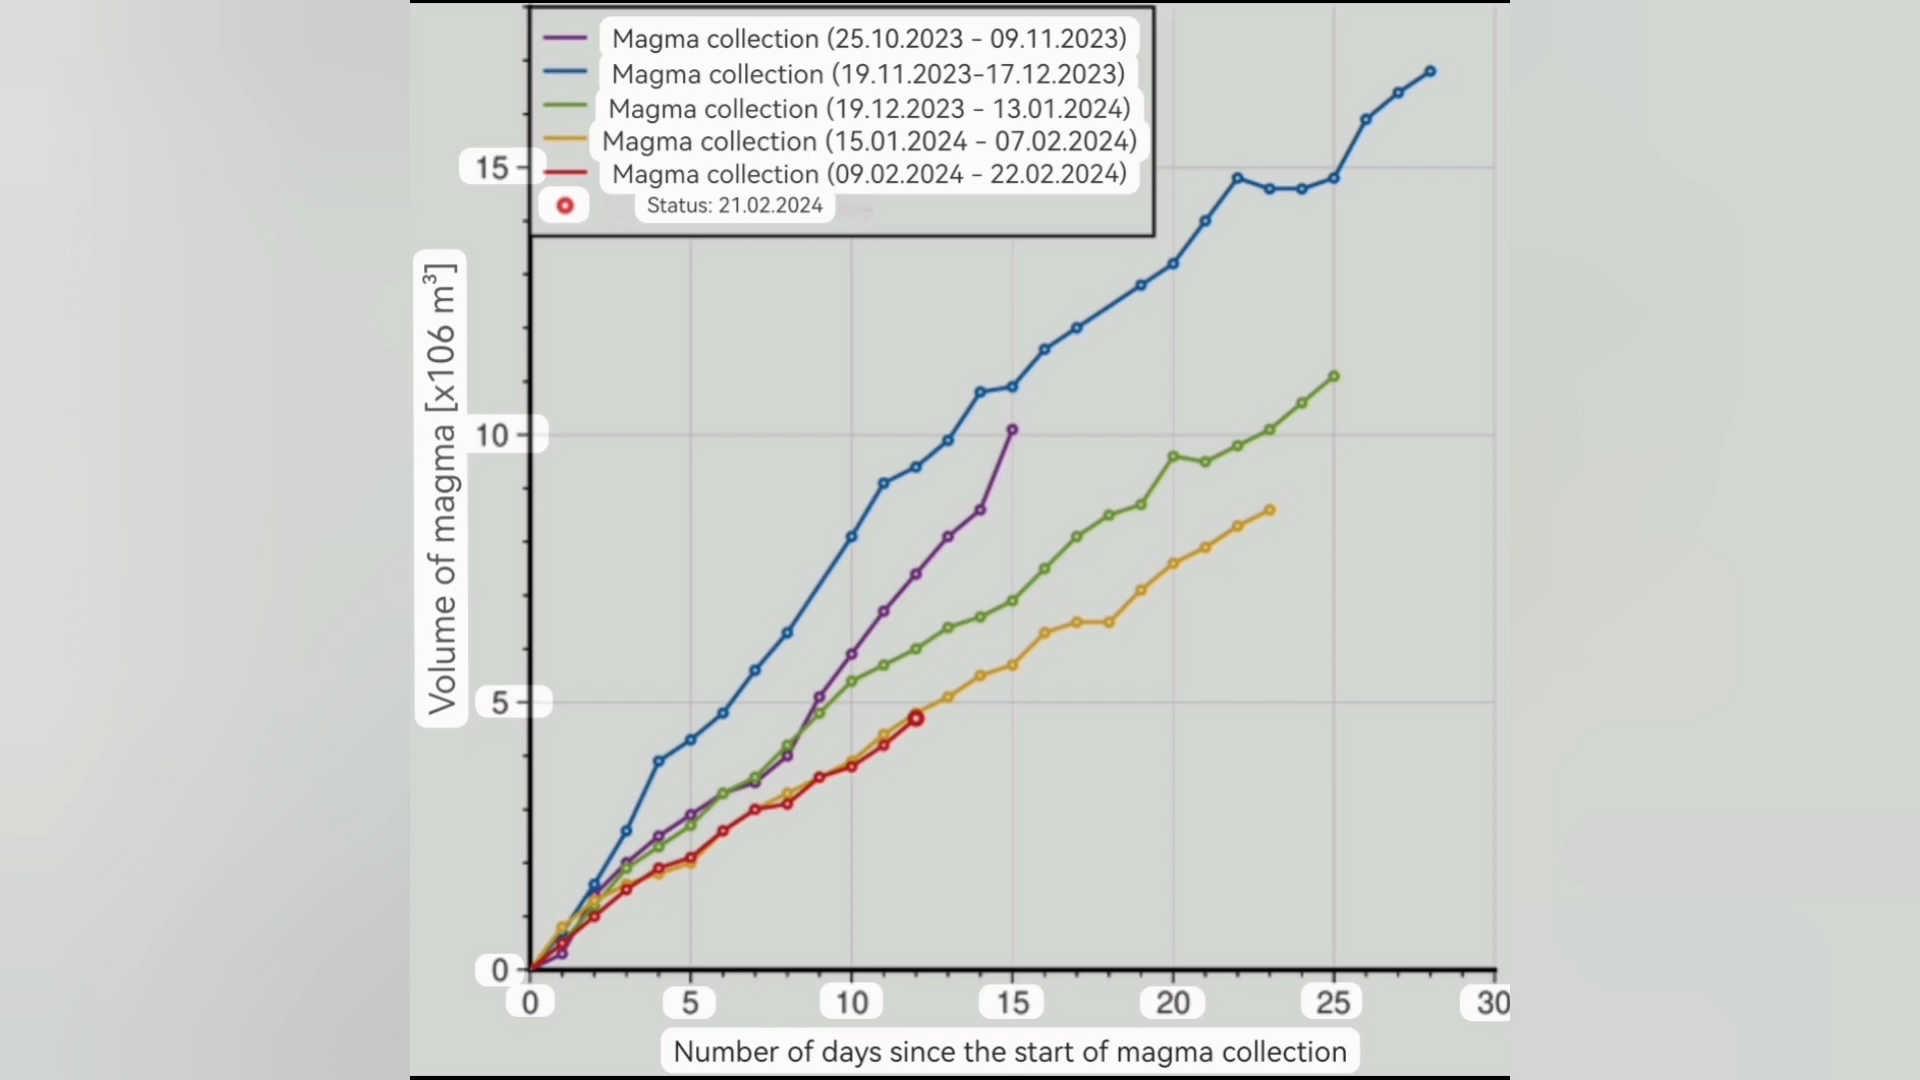 Magma collection (25.10.2023 - 09.11.2023)
Magma collection (19.11.2023-17.12.2023)
Magma collection (19.12.2023 - 13.01.2024)
Magma collection (15.01.2024 - 07.02.2024)
Magma collection (09.02.2024 - 22.02.2024)
Status: 21.02.2024
Volume of magma [x106 m³]
15
10
5
0
0 5 10 15 20 25 30
Number of days since the start of magma collection